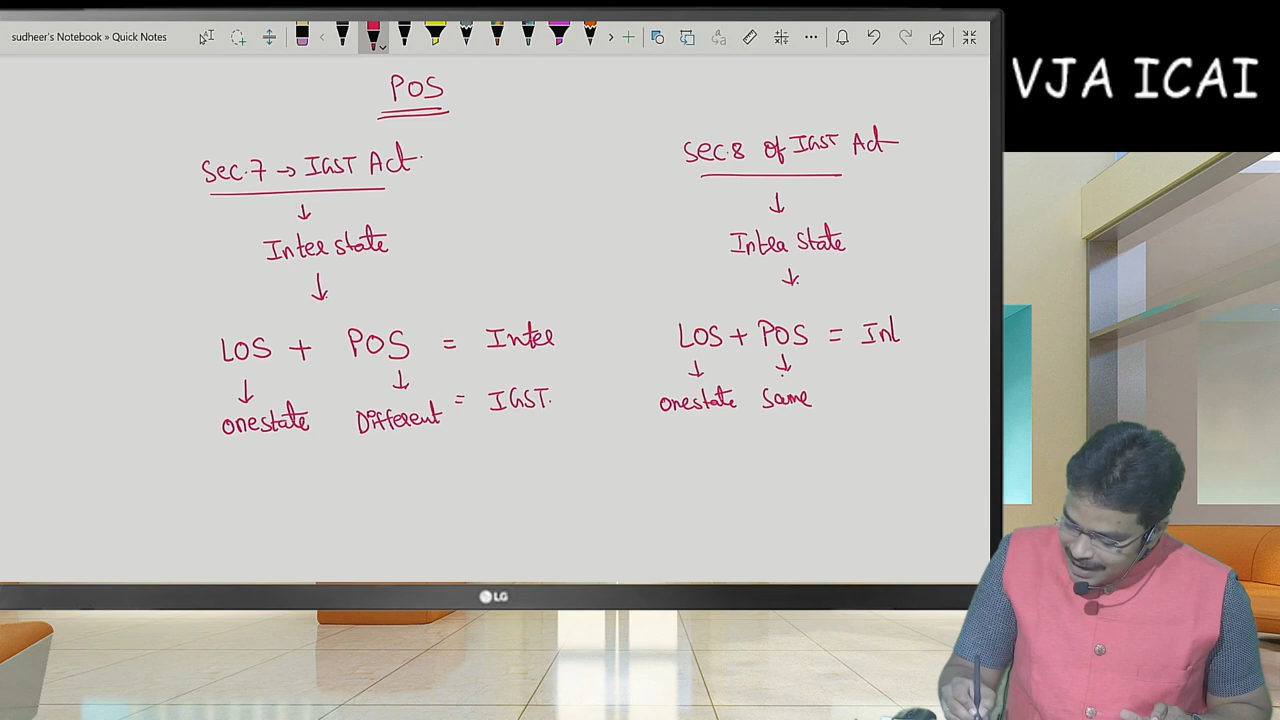 sudheer's Notebook » Quick Notes
VJA ICAI
POS
Sec.7 → IGST Act.
Sec.8 of IGST Act
↓
↓
Inter state
Intra State
↓
↓
LOS + POS = Inter
LOS + POS = Int
↓ ↓
↓ ↓
onestate Different = IGST.
onestate Same
LG